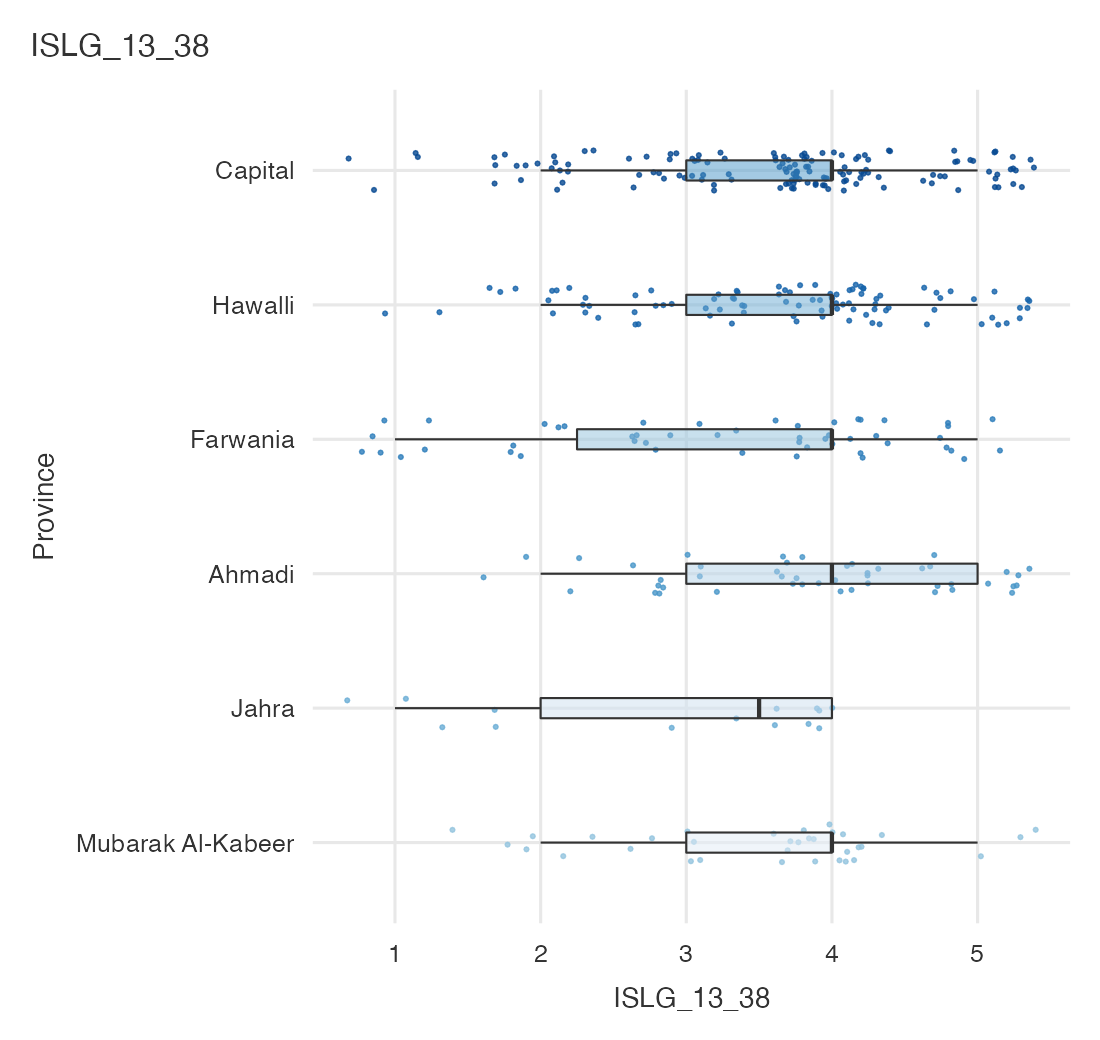 ISLG_13_38
Capital
Hawalli
Farwania
Ahmadi
Jahra
Mubarak Al-Kabeer
Province
1 2 3 4 5
ISLG_13_38